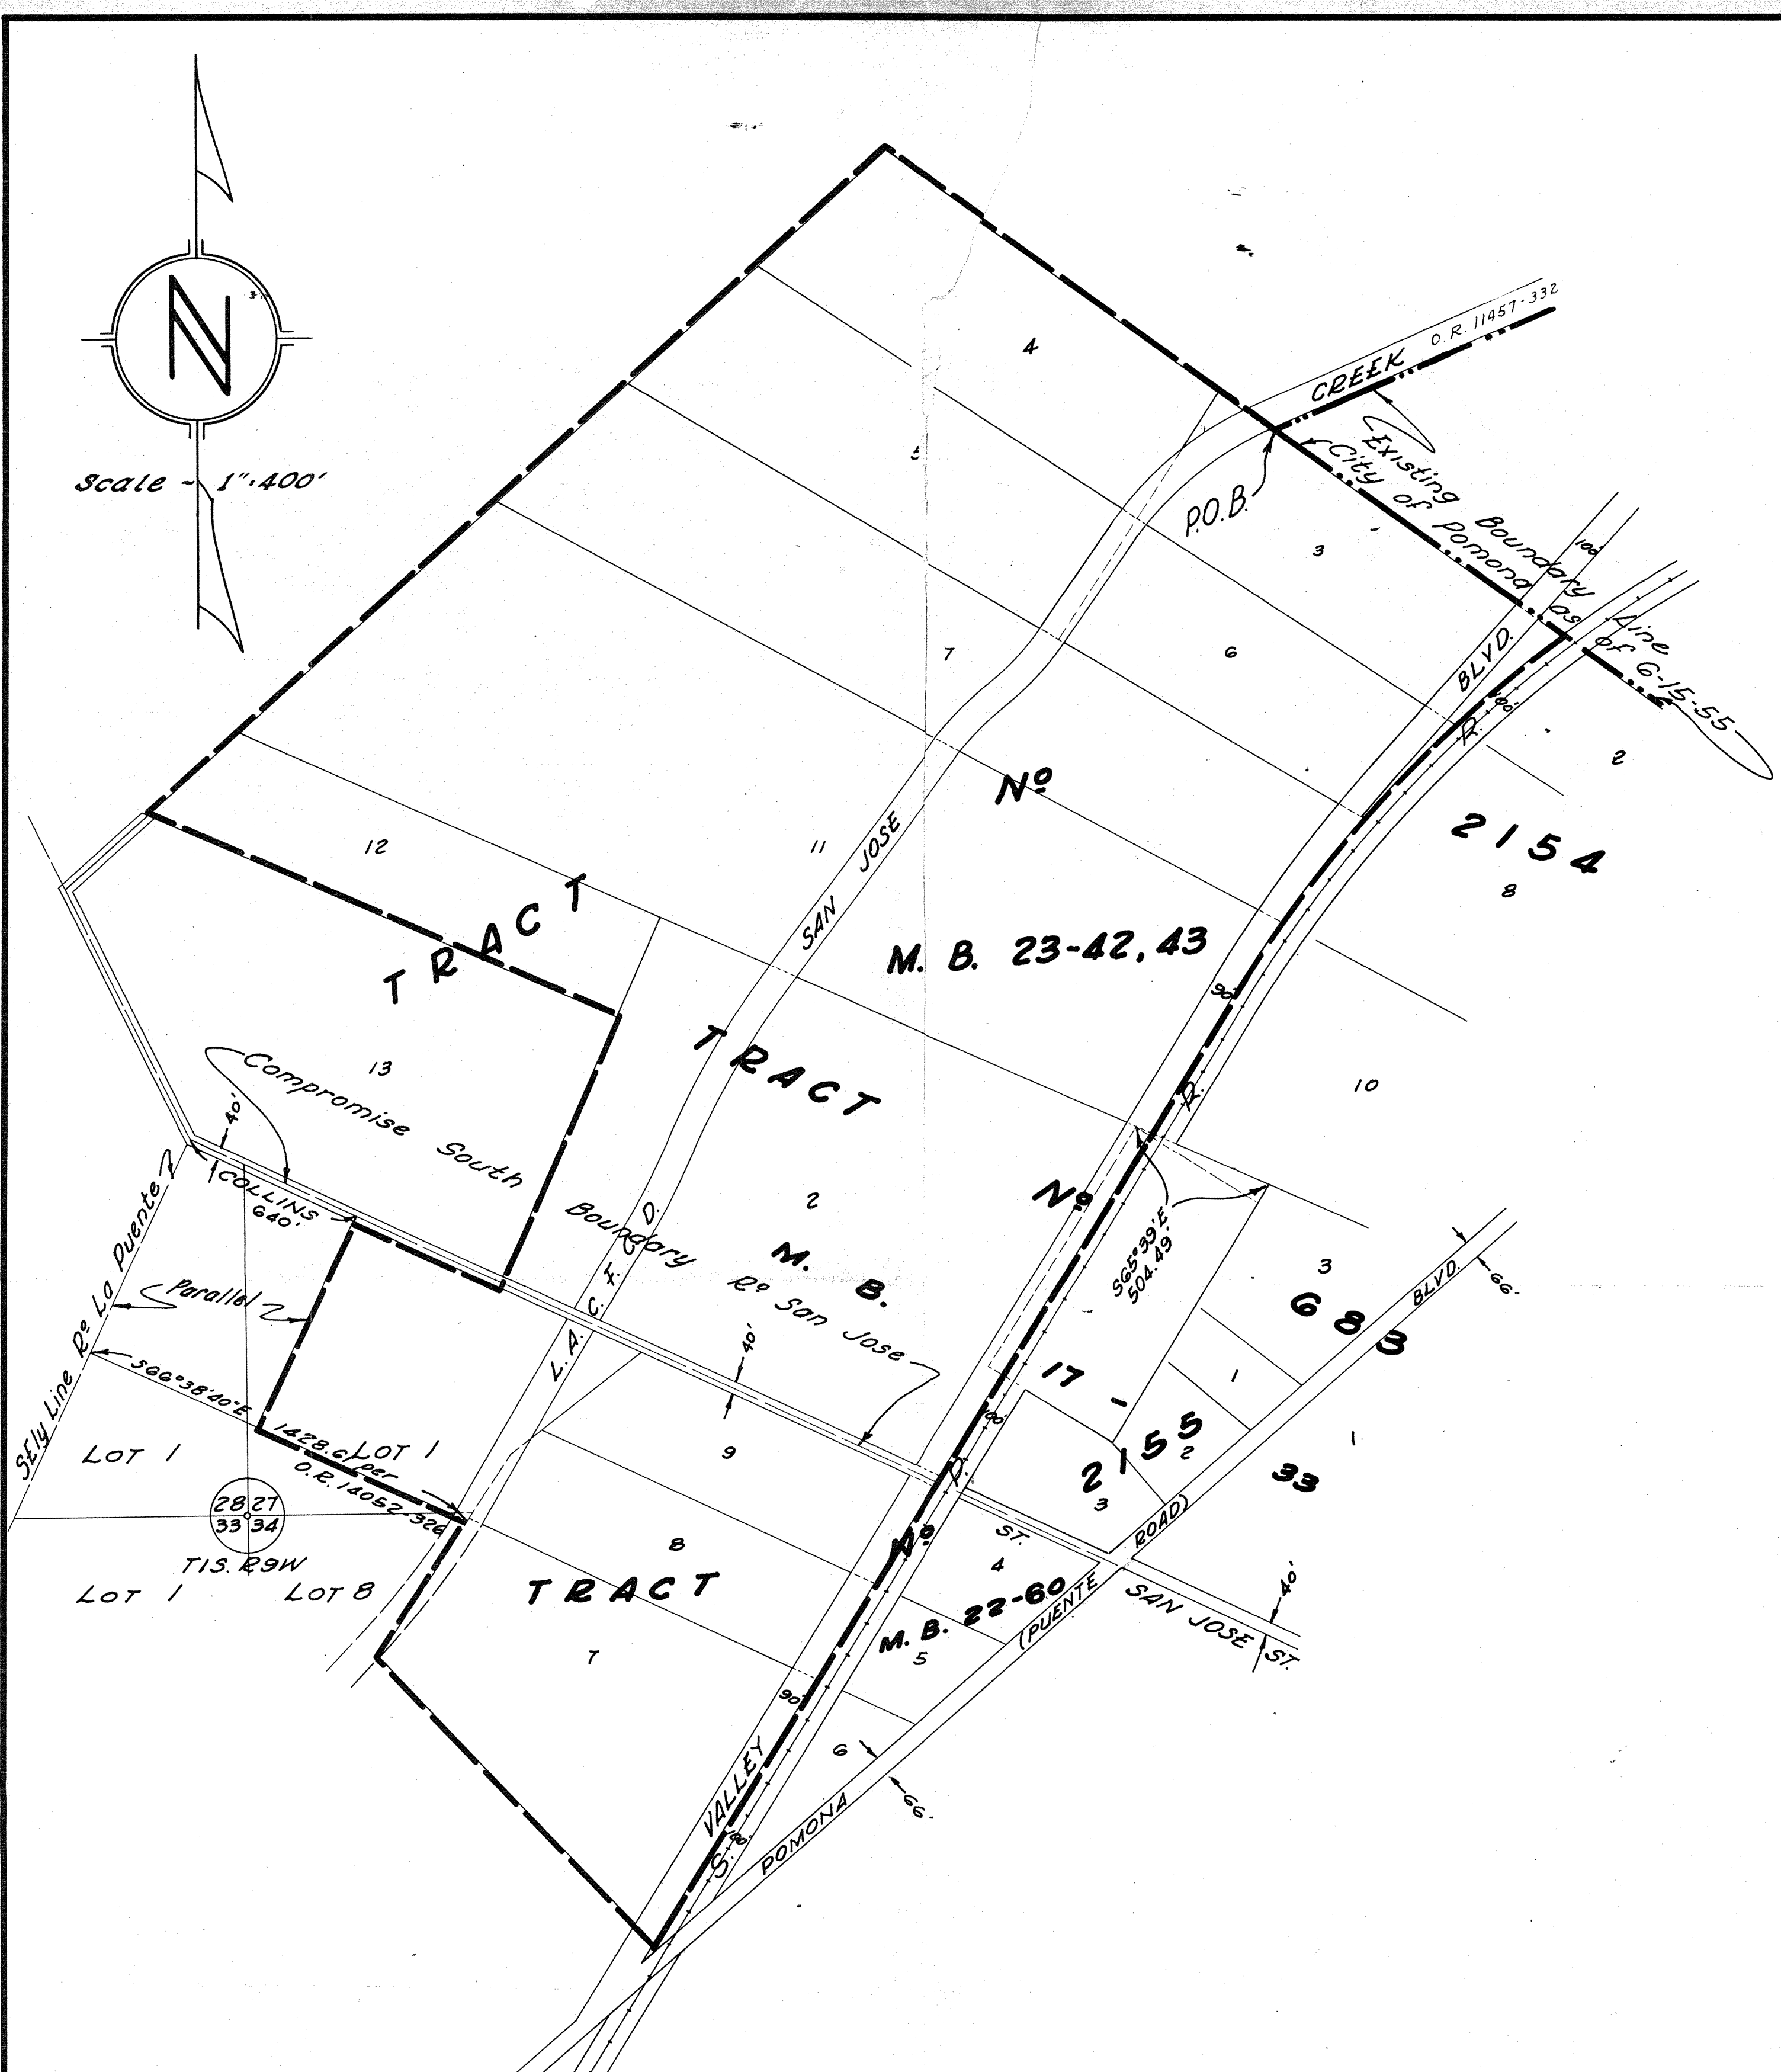 N
Scale ~ 1"=400'
4
5
CREEK
O.R. 11457-332
Existing Boundary Line
City of Pomona as of 6-15-55
P.O.B.
3
100'
BLVD.
7
6
R.
100'
2
Nº
2154
8
12
11
SAN JOSE
TRACT
M. B. 23-42, 43
90'
13
Compromise South
Boundary
Rº San Jose
TRACT
R.
10
40'
COLLINS
640'
2
Nº
M. B.
S65°39'E
504.49'
3
683
BLVD.
66'
SEly Line Rº La Puente
Parallel
L. A. C. F. C. D.
40'
17 -
1
S66°38'40"E
1428.61 per
O.R. 14052-326
LOT 1
LOT 1
100'
9
2155
2
3
1
33
P.
28 27
33 34
T1S. R9W
LOT 1
LOT 8
8
Nº
ST.
4
ROAD)
TRACT
M. B. 22-60
(PUENTE
SAN JOSE ST.
40'
7
5
90'
VALLEY
6
66'
S.
100'
POMONA